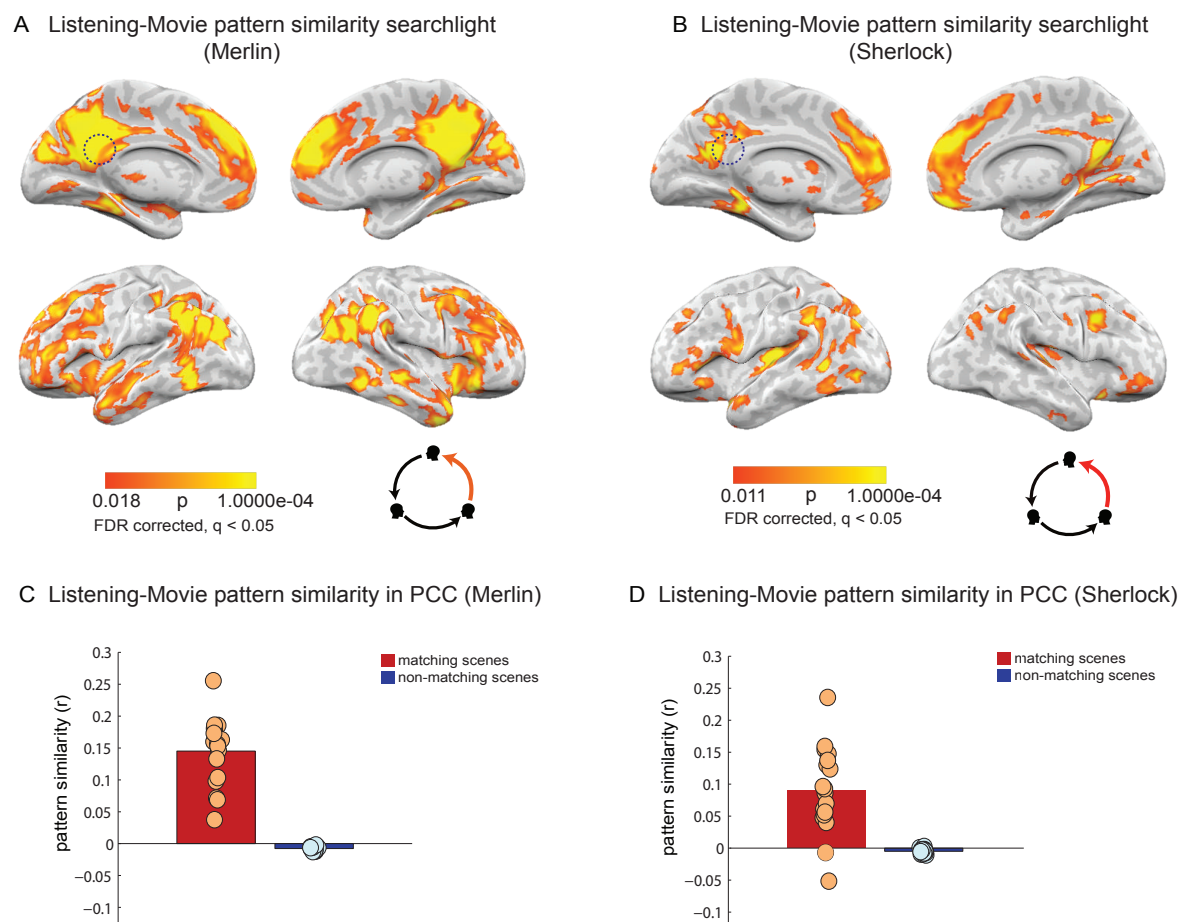 A Listening-Movie pattern similarity searchlight
(Merlin)
B Listening-Movie pattern similarity searchlight
(Sherlock)
0.018 p 1.0000e-04
FDR corrected, q < 0.05
0.011 p 1.0000e-04
FDR corrected, q < 0.05
C Listening-Movie pattern similarity in PCC (Merlin)
pattern similarity (r)
0.3
0.25
0.2
0.15
0.1
0.05
0
−0.05
−0.1
matching scenes
non-matching scenes
D Listening-Movie pattern similarity in PCC (Sherlock)
pattern similarity (r)
0.3
0.25
0.2
0.15
0.1
0.05
0
−0.05
−0.1
matching scenes
non-matching scenes